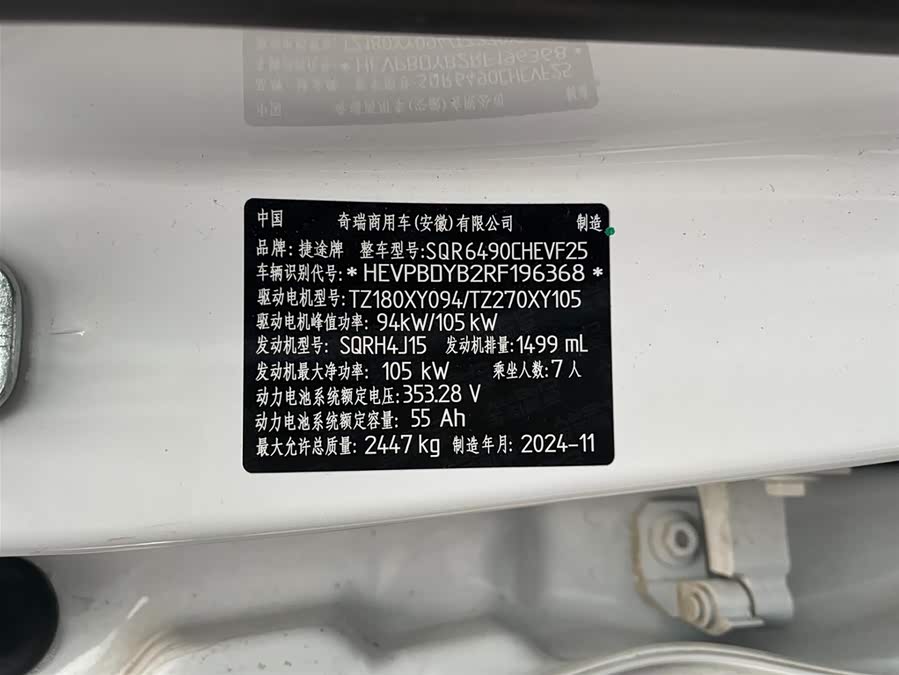 中国 奇瑞商用车(安徽)有限公司 制造
品牌: 捷途牌 整车型号:SQR6490CHEVF25
车辆识别代号:*HEVPBDYB2RF196368*
驱动电机型号:TZ180XY094/TZ270XY105
驱动电机峰值功率: 94kW/105kW
发动机型号: SQRH4J15 发动机排量:1499 mL
发动机最大净功率: 105 kW 乘坐人数:7人
动力电池系统额定电压:353.28 V
动力电池系统额定容量: 55 Ah
最大允许总质量: 2447kg 制造年月: 2024-11